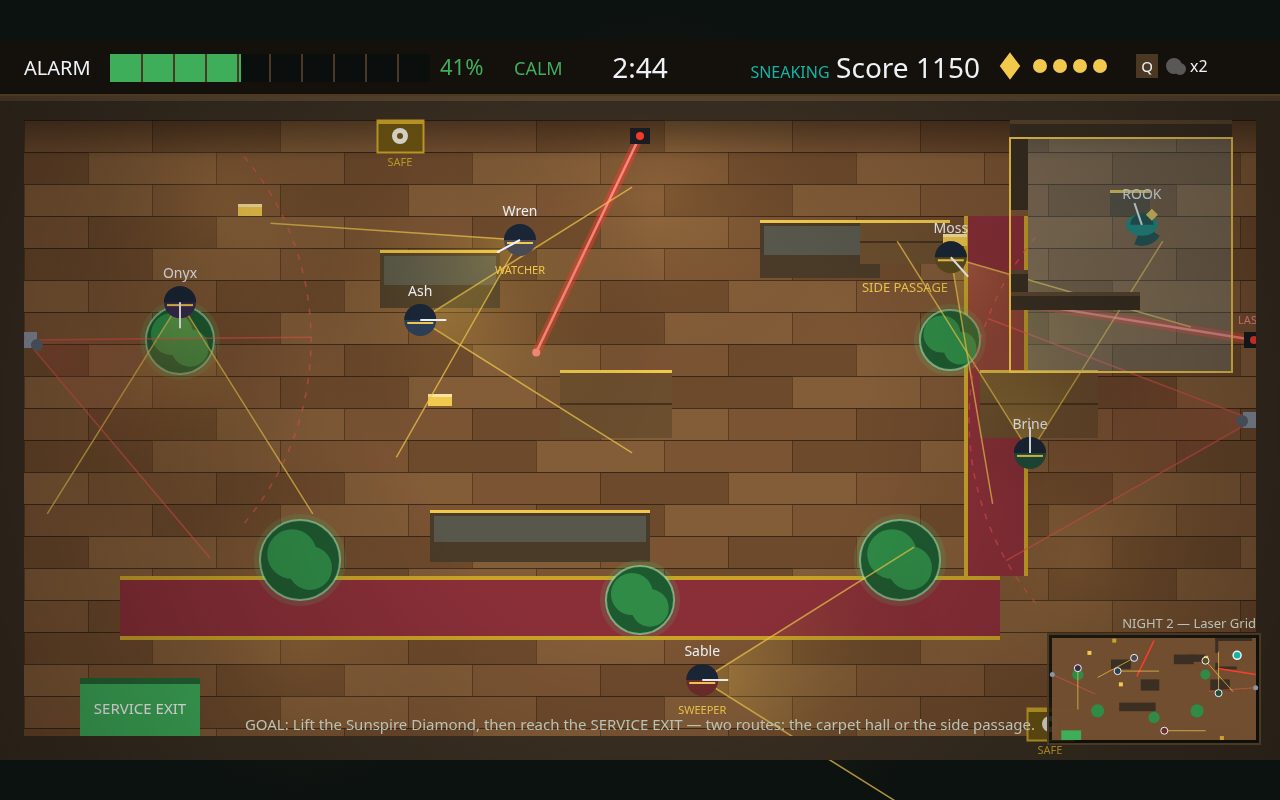 ALARM 41% CALM 2:44 SNEAKING Score 1150 Q x2
SAFE
ROOK
Wren
Moss
WATCHER
Onyx
SIDE PASSAGE
Ash
Brine
NIGHT 2 — Laser Grid
Sable
SERVICE EXIT
SWEEPER
GOAL: Lift the Sunspire Diamond, then reach the SERVICE EXIT — two routes: the carpet hall or the side passage.
SAFE